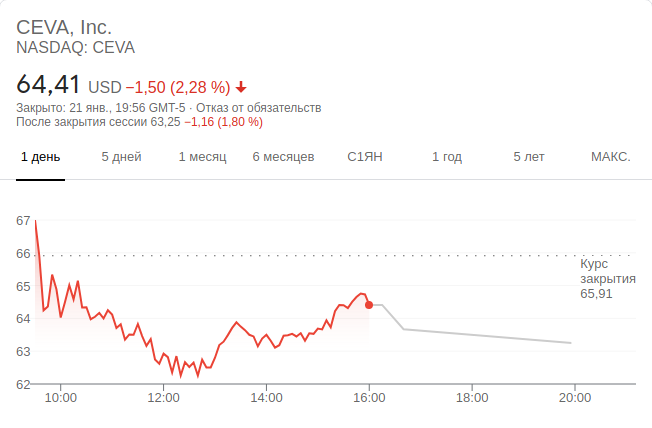 CEVA, Inc.
NASDAQ: CEVA
64,41 USD −1,50 (2,28 %)
Закрыто: 21 янв., 19:56 GMT-5 · Отказ от обязательств
После закрытия сессии 63,25 −1,16 (1,80 %)
1 день 5 дней 1 месяц 6 месяцев С1ЯН 1 год 5 лет МАКС.
67
66
65
64
63
62
Курс
закрытия
65,91
10:00 12:00 14:00 16:00 18:00 20:00